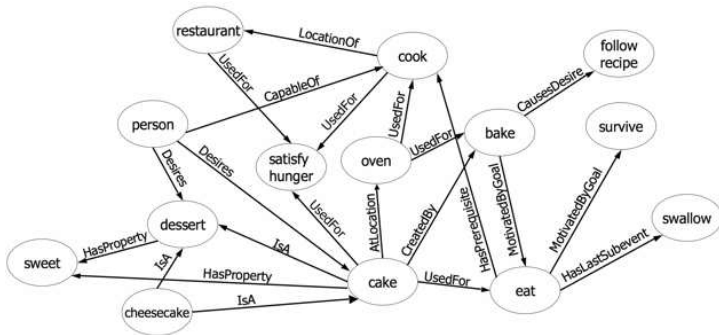 restaurant
LocationOf
cook
follow
recipe
UsedFor
CapableOf
UsedFor
UsedFor
CausesDesire
person
satisfy
hunger
oven
UsedFor
bake
survive
Desires
Desires
UsedFor
AtLocation
CreatedBy
HasPrerequisite
MotivatedByGoal
MotivatedByGoal
dessert
swallow
sweet
HasProperty
IsA
IsA
HasProperty
cake
UsedFor
eat
HasLastSubevent
cheesecake
IsA